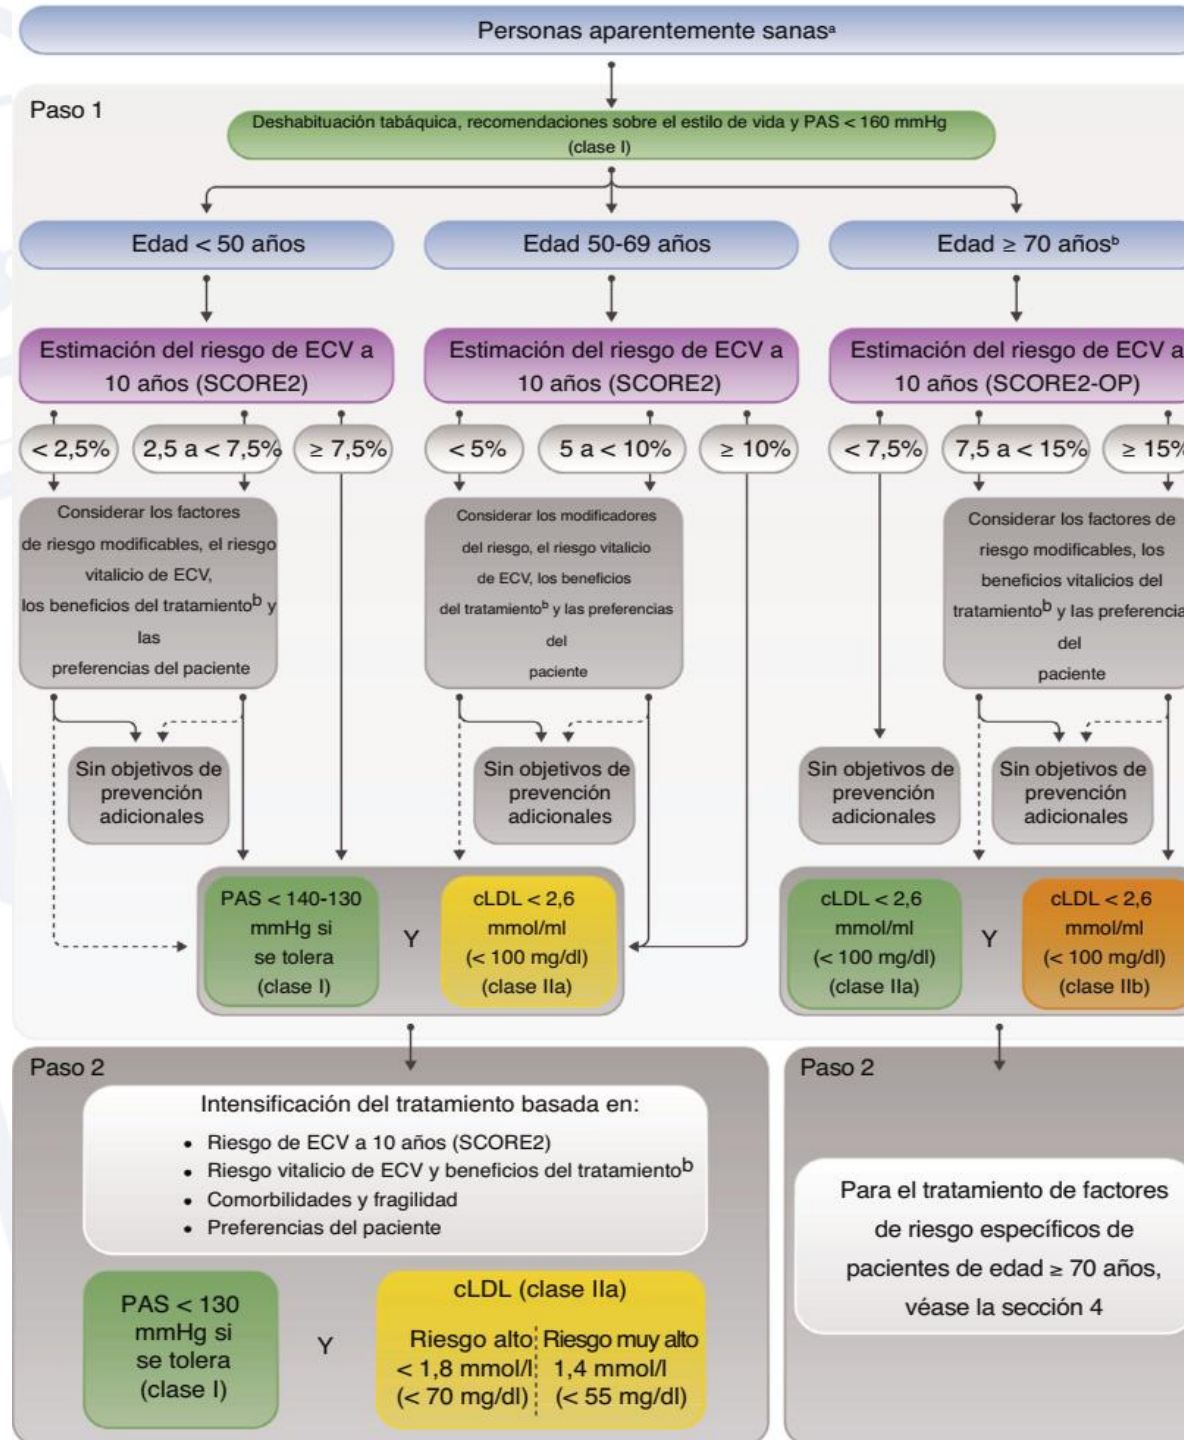 Personas aparentemente sanasᵃ
Paso 1
Deshabituación tabáquica, recomendaciones sobre el estilo de vida y PAS < 160 mmHg
(clase I)
Edad < 50 años
Edad 50-69 años
Edad ≥ 70 añosᵇ
Estimación del riesgo de ECV a
10 años (SCORE2)
Estimación del riesgo de ECV a
10 años (SCORE2)
Estimación del riesgo de ECV a
10 años (SCORE2-OP)
< 2,5%
2,5 a < 7,5%
≥ 7,5%
< 5%
5 a < 10%
≥ 10%
< 7,5%
7,5 a < 15%
≥ 15%
Considerar los factores
de riesgo modificables, el riesgo
vitalicio de ECV,
los beneficios del tratamientoᵇ y
las
preferencias del paciente
Considerar los modificadores
del riesgo, el riesgo vitalicio
de ECV, los beneficios
del tratamientoᵇ y las preferencias
del
paciente
Considerar los factores de
riesgo modificables, los
beneficios vitalicios del
tratamientoᵇ y las preferencia
del
paciente
Sin objetivos de
prevención
adicionales
Sin objetivos de
prevención
adicionales
Sin objetivos de
prevención
adicionales
Sin objetivos de
prevención
adicionales
PAS < 140-130
mmHg si
se tolera
(clase I)
Y
cLDL < 2,6
mmol/ml
(< 100 mg/dl)
(clase IIa)
cLDL < 2,6
mmol/ml
(< 100 mg/dl)
(clase IIa)
Y
cLDL < 2,6
mmol/ml
(< 100 mg/dl)
(clase IIb)
Paso 2
Intensificación del tratamiento basada en:
• Riesgo de ECV a 10 años (SCORE2)
• Riesgo vitalicio de ECV y beneficios del tratamientoᵇ
• Comorbilidades y fragilidad
• Preferencias del paciente
PAS < 130
mmHg si
se tolera
(clase I)
Y
cLDL (clase IIa)
Riesgo alto
< 1,8 mmol/l
(< 70 mg/dl)
Riesgo muy alto
1,4 mmol/l
(< 55 mg/dl)
Paso 2
Para el tratamiento de factores
de riesgo específicos de
pacientes de edad ≥ 70 años,
véase la sección 4